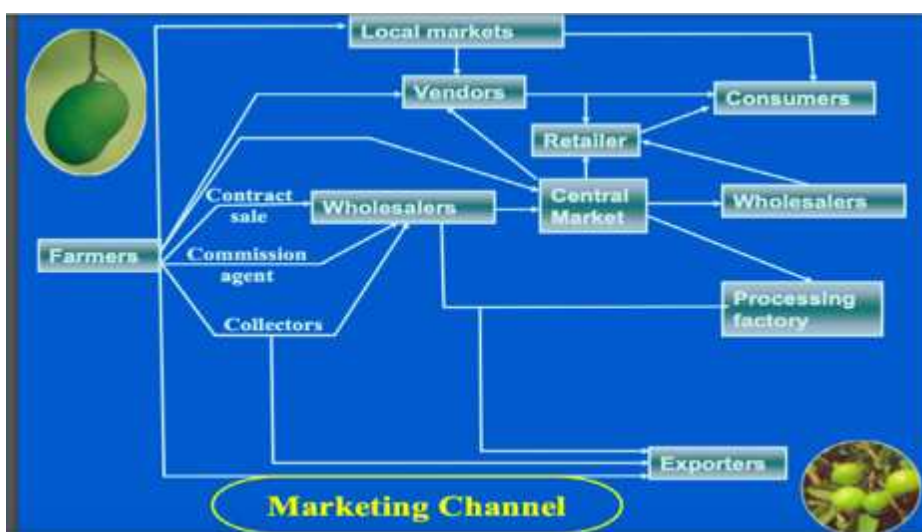 Local markets
Vendors
Consumers
Retailer
Contract
sale
Wholesalers
Central
Market
Wholesalers
Farmers
Commission
agent
Processing
factory
Collectors
Exporters
Marketing Channel